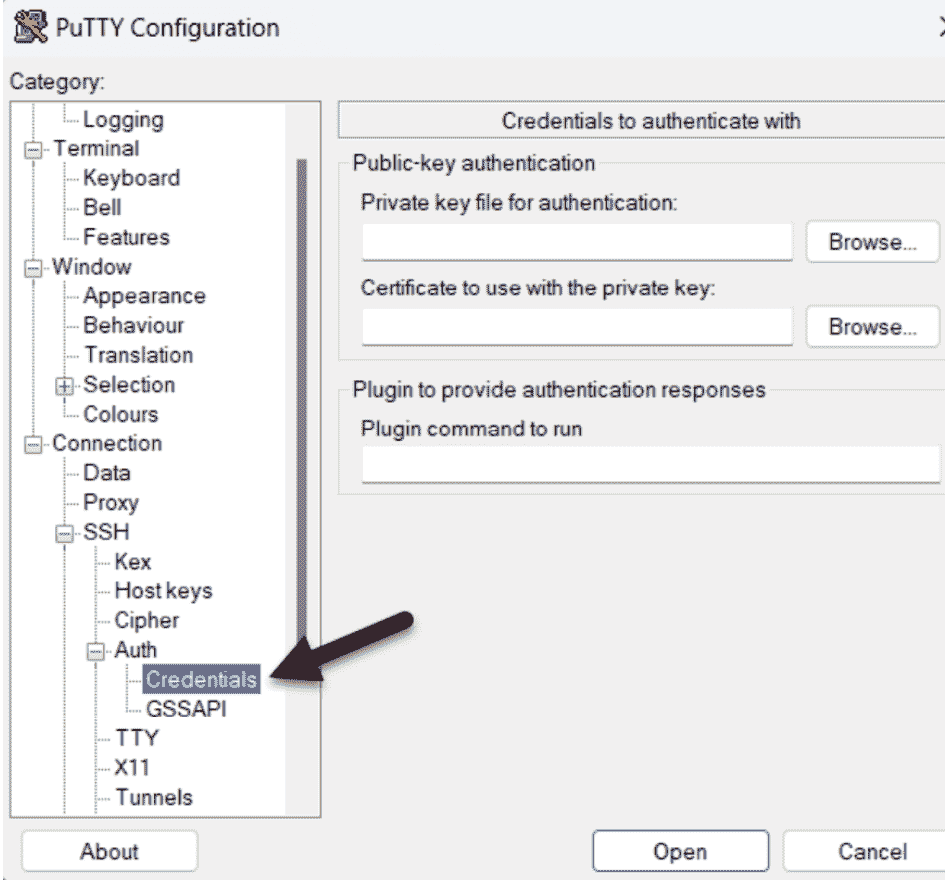 PuTTY Configuration
Category:
Logging
Terminal
Keyboard
Bell
Features
Window
Appearance
Behaviour
Translation
Selection
Colours
Connection
Data
Proxy
SSH
Kex
Host keys
Cipher
Auth
Credentials
GSSAPI
TTY
X11
Tunnels
Credentials to authenticate with
Public-key authentication
Private key file for authentication:
Browse...
Certificate to use with the private key:
Browse...
Plugin to provide authentication responses
Plugin command to run
About
Open
Cancel